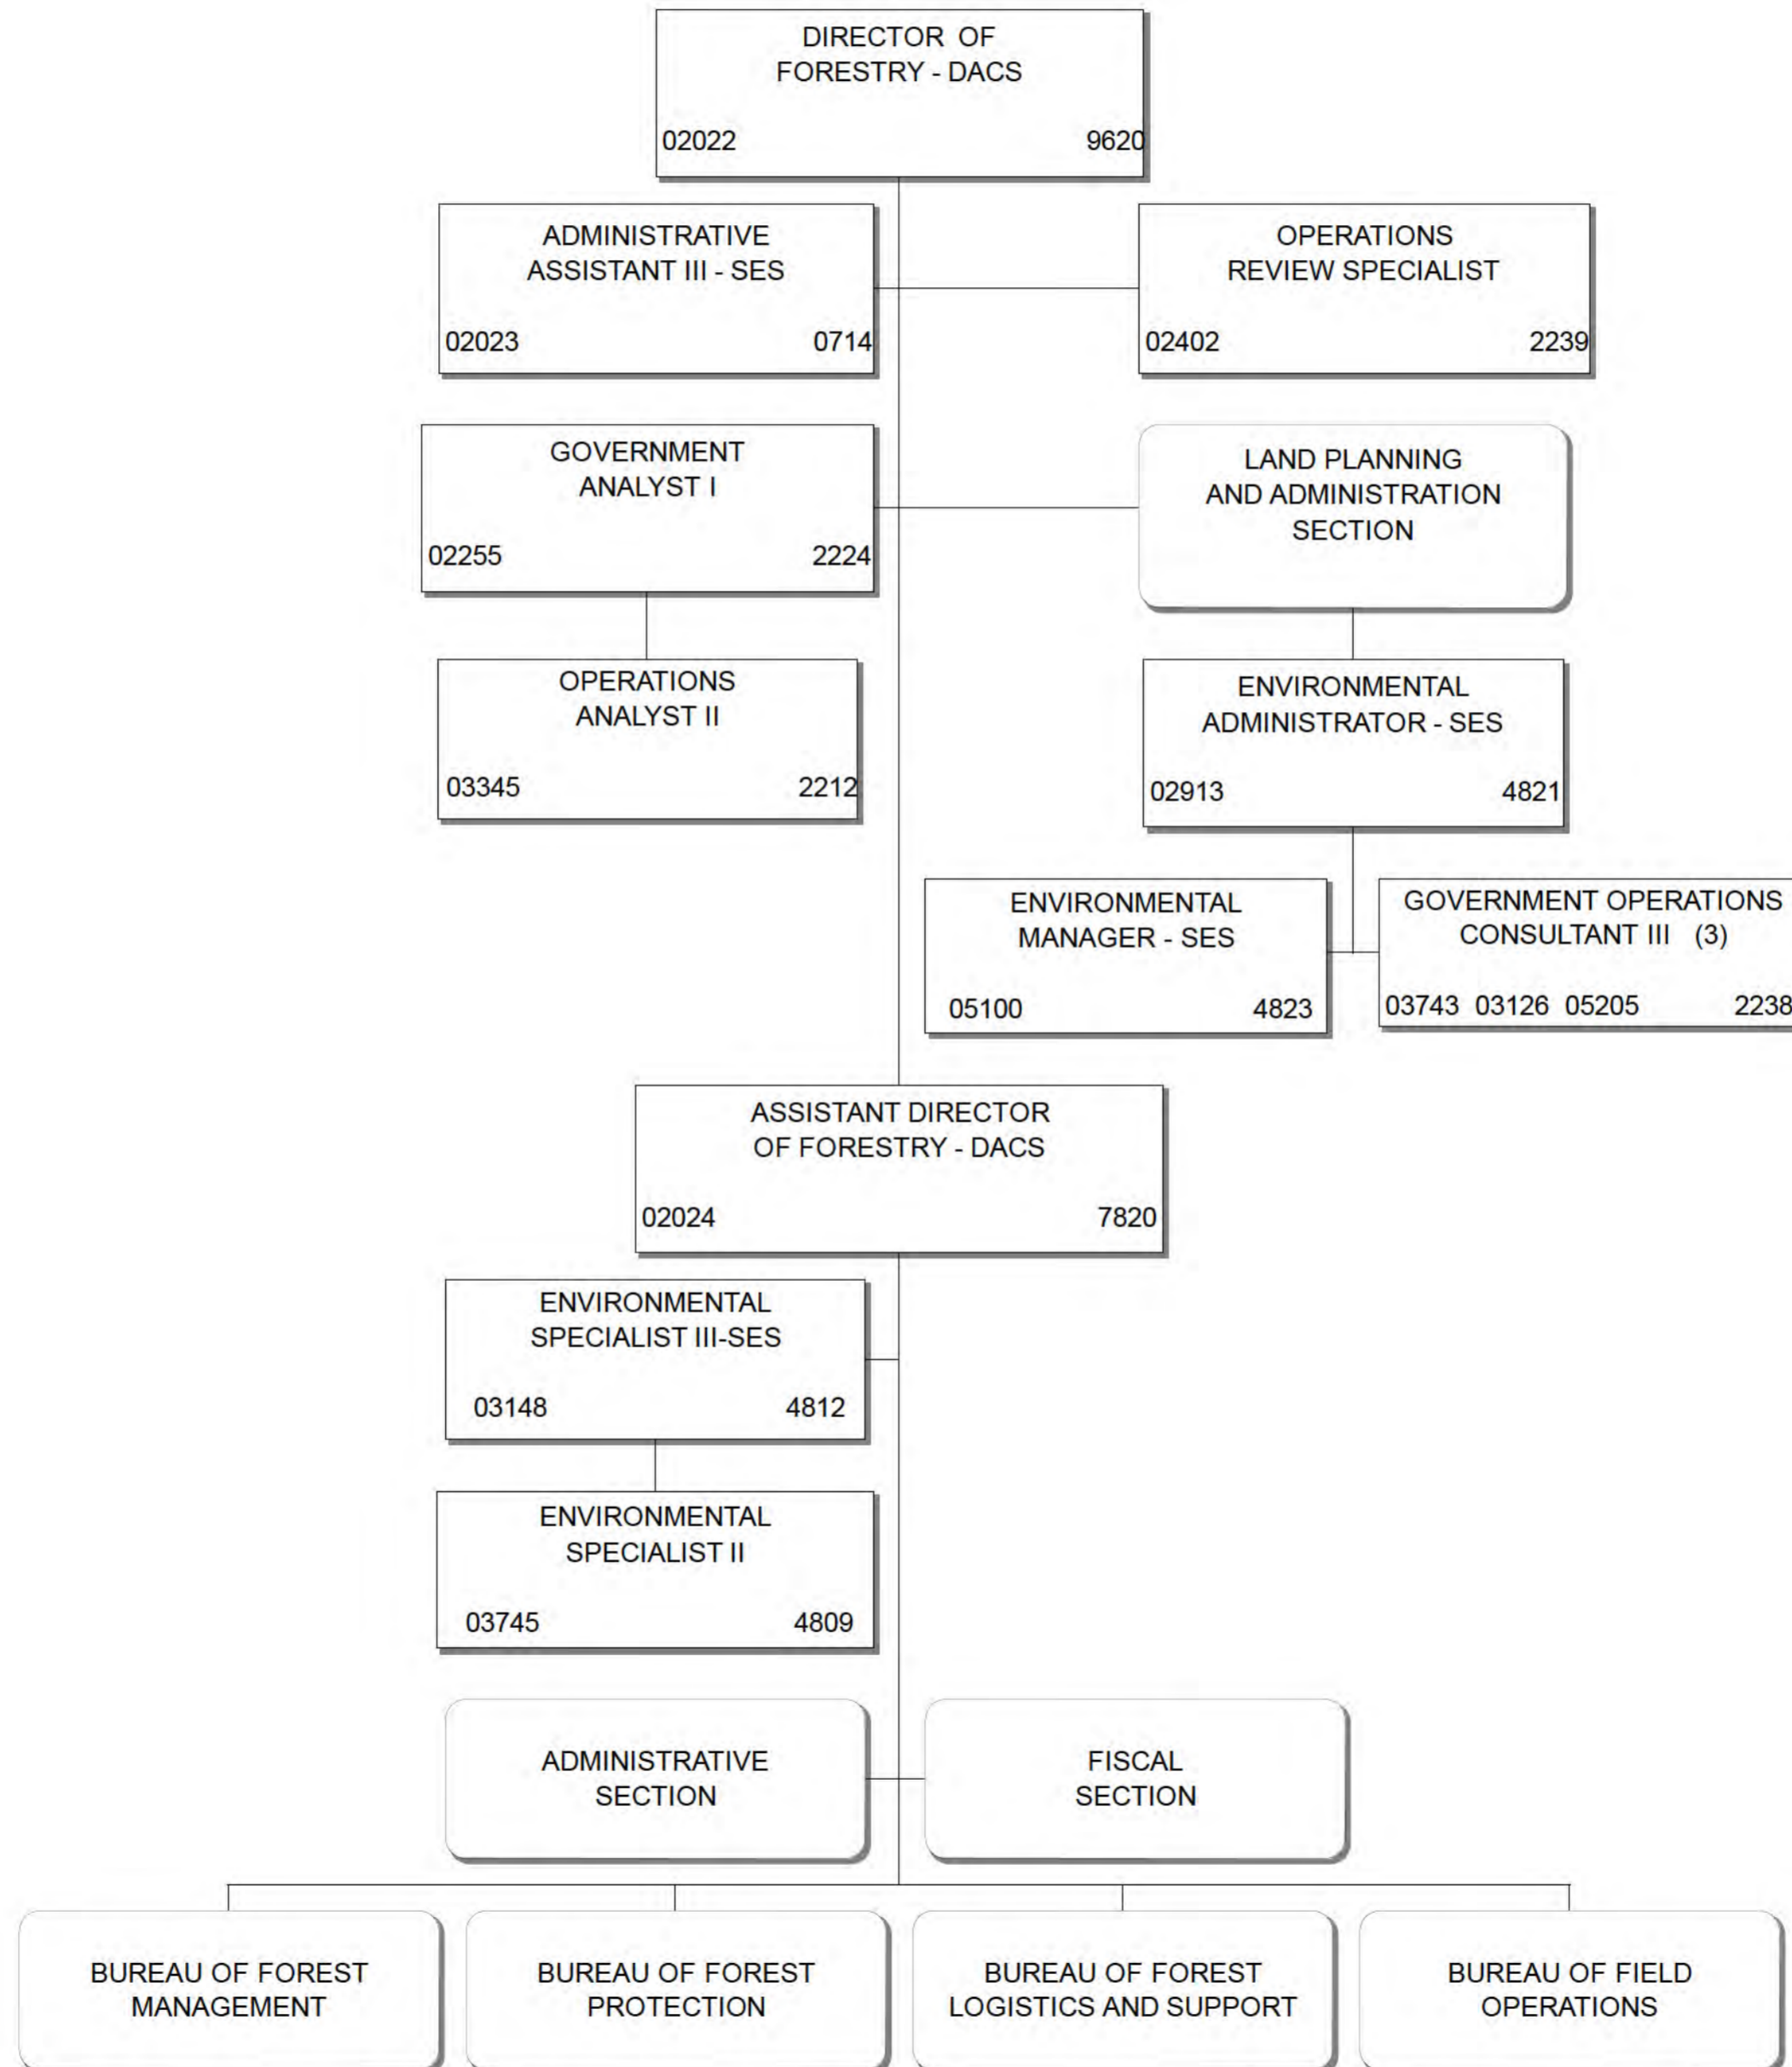 DIRECTOR OF
FORESTRY - DACS
02022 9620
ADMINISTRATIVE
ASSISTANT III - SES
02023 0714
OPERATIONS
REVIEW SPECIALIST
02402 2239
GOVERNMENT
ANALYST I
02255 2224
LAND PLANNING
AND ADMINISTRATION
SECTION
OPERATIONS
ANALYST II
03345 2212
ENVIRONMENTAL
ADMINISTRATOR - SES
02913 4821
ENVIRONMENTAL
MANAGER - SES
05100 4823
GOVERNMENT OPERATIONS
CONSULTANT III (3)
03743 03126 05205 2238
ASSISTANT DIRECTOR
OF FORESTRY - DACS
02024 7820
ENVIRONMENTAL
SPECIALIST III-SES
03148 4812
ENVIRONMENTAL
SPECIALIST II
03745 4809
ADMINISTRATIVE
SECTION
FISCAL
SECTION
BUREAU OF FOREST
MANAGEMENT
BUREAU OF FOREST
PROTECTION
BUREAU OF FOREST
LOGISTICS AND SUPPORT
BUREAU OF FIELD
OPERATIONS